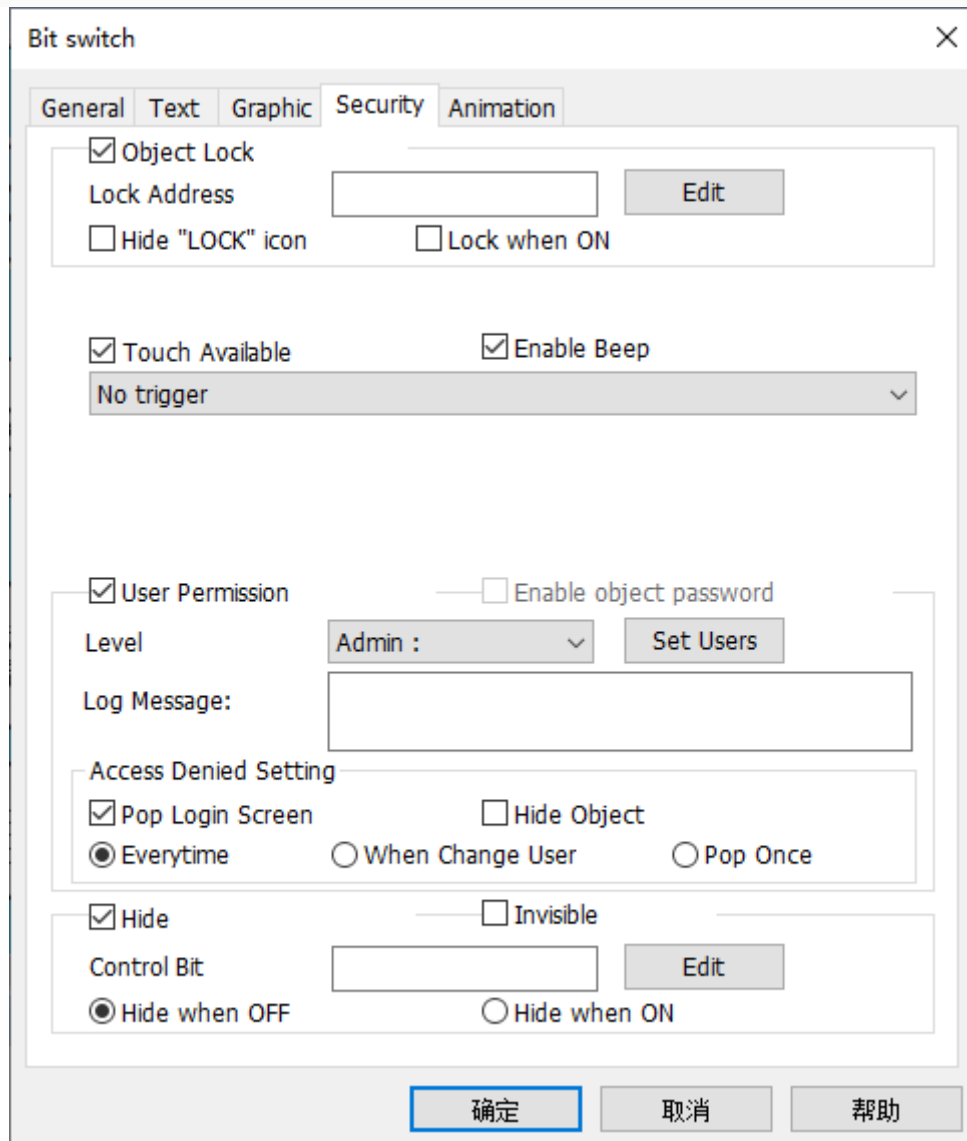 Bit switch
General Text Graphic Security Animation
Object Lock
Lock Address Edit
Hide "LOCK" icon Lock when ON
Touch Available Enable Beep
No trigger
User Permission Enable object password
Level Admin : Set Users
Log Message:
Access Denied Setting
Pop Login Screen Hide Object
Everytime When Change User Pop Once
Hide Invisible
Control Bit Edit
Hide when OFF Hide when ON
确定 取消 帮助